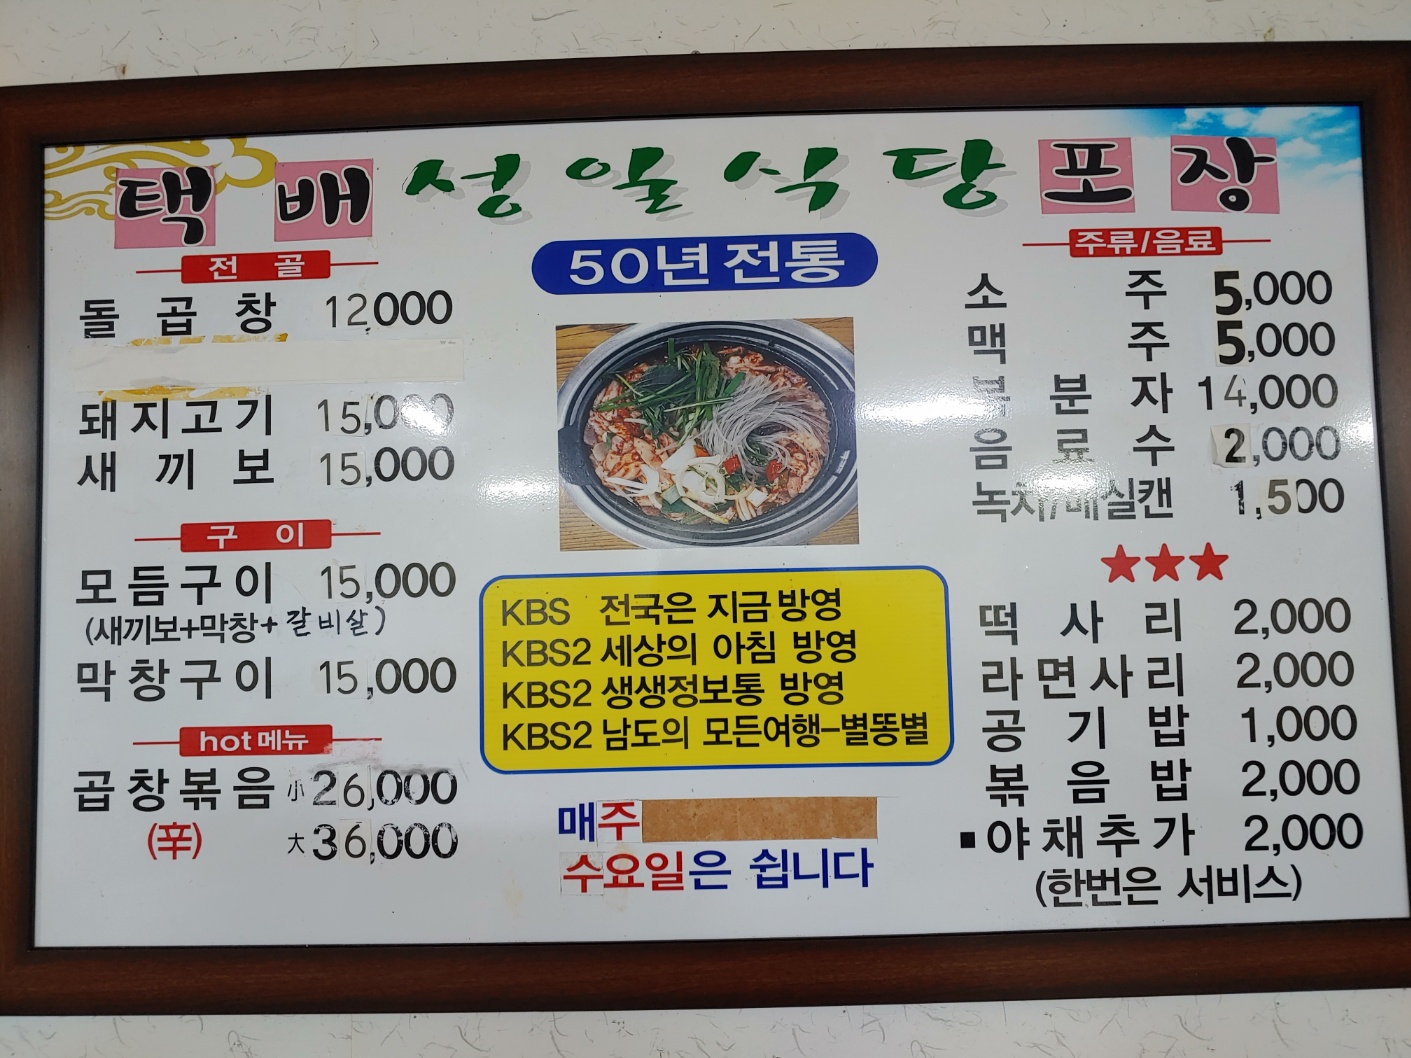 택배 성일식당 포장
50년 전통
전골
돌곱창 12,000
돼지고기 15,000
새끼보 15,000
구이
모듬구이 15,000
(새끼보+막창+갈비살)
막창구이 15,000
hot메뉴
곱창볶음 小 26,000
(辛) 大 36,000
KBS 전국은 지금 방영
KBS2 세상의 아침 방영
KBS2 생생정보통 방영
KBS2 남도의 모든여행-별똥별
매주
수요일은 쉽니다
주류/음료
소주 5,000
맥주 5,000
복분자 14,000
음료수 2,000
녹차/매실캔 1,500
★★★
떡사리 2,000
라면사리 2,000
공기밥 1,000
볶음밥 2,000
■야채추가 2,000
(한번은 서비스)